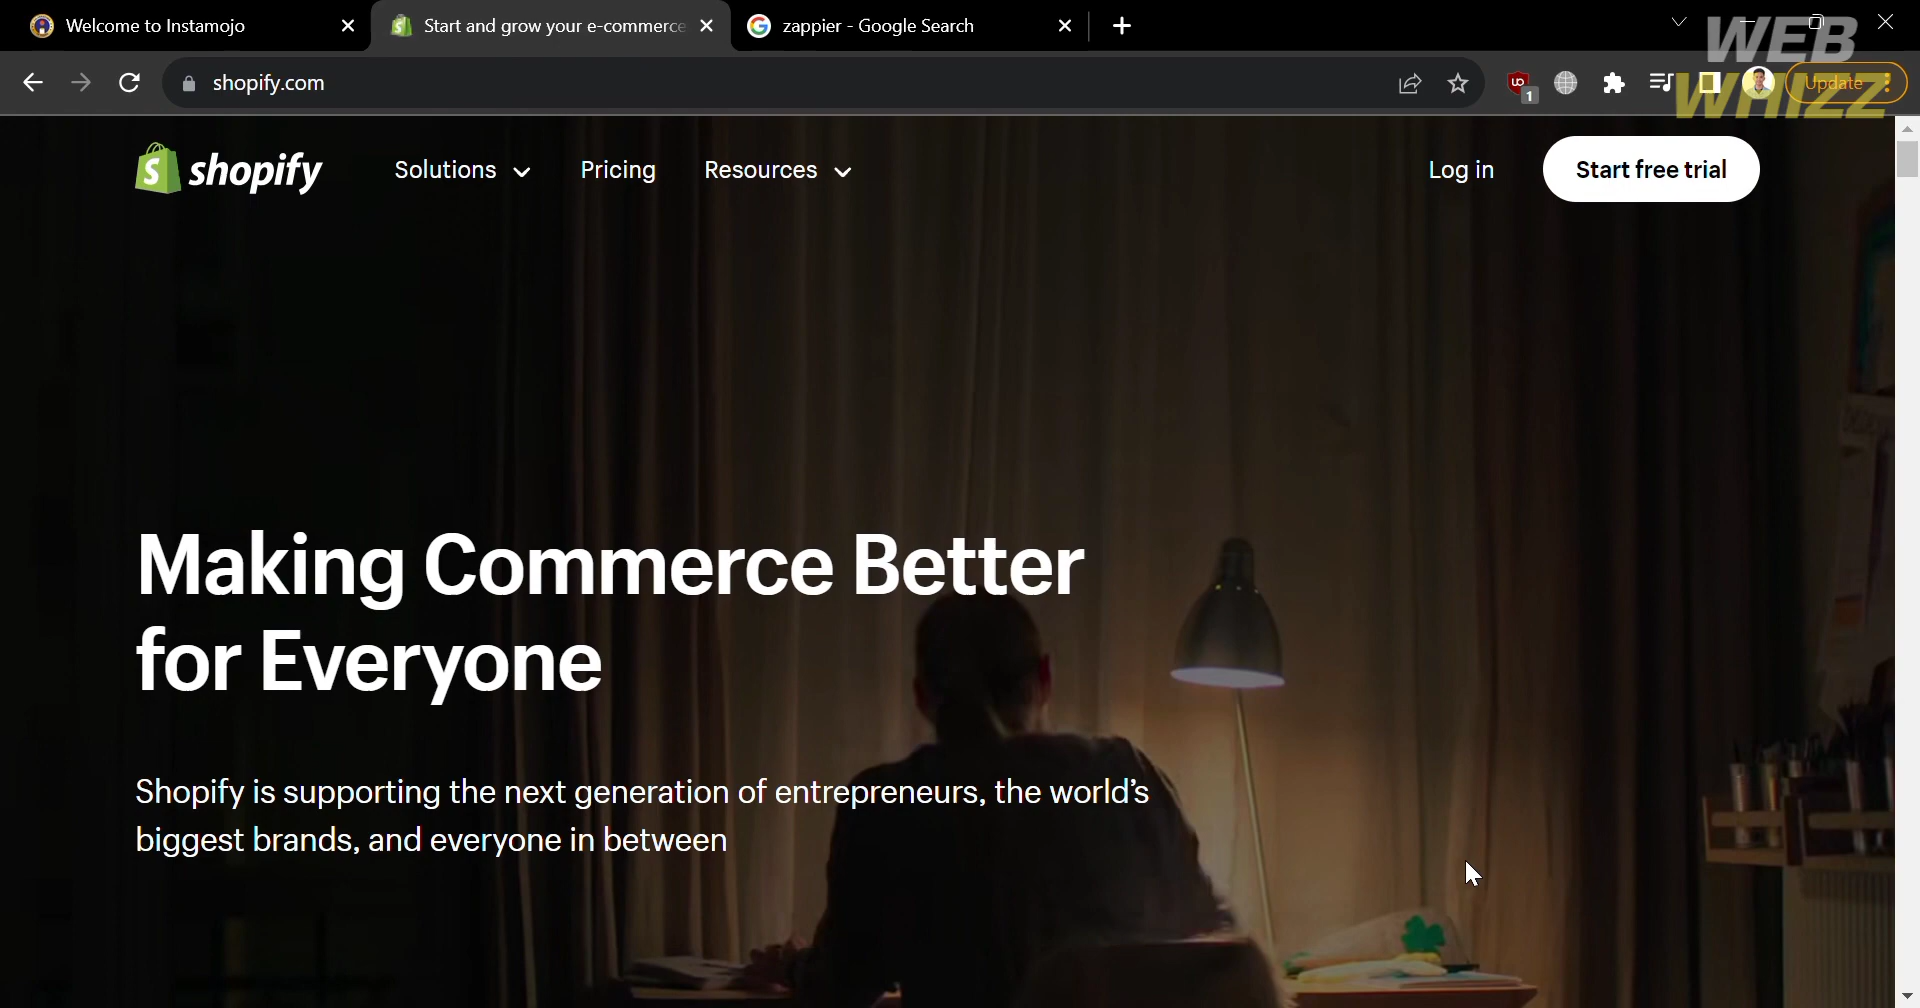 Welcome to Instamojo
Start and grow your e-commerce
zappier - Google Search
WEB
WHIZZ
shopify.com
1
Update
shopify
Solutions
Pricing
Resources
Log in
Start free trial
Making Commerce Better
for Everyone
Shopify is supporting the next generation of entrepreneurs, the world’s
biggest brands, and everyone in between